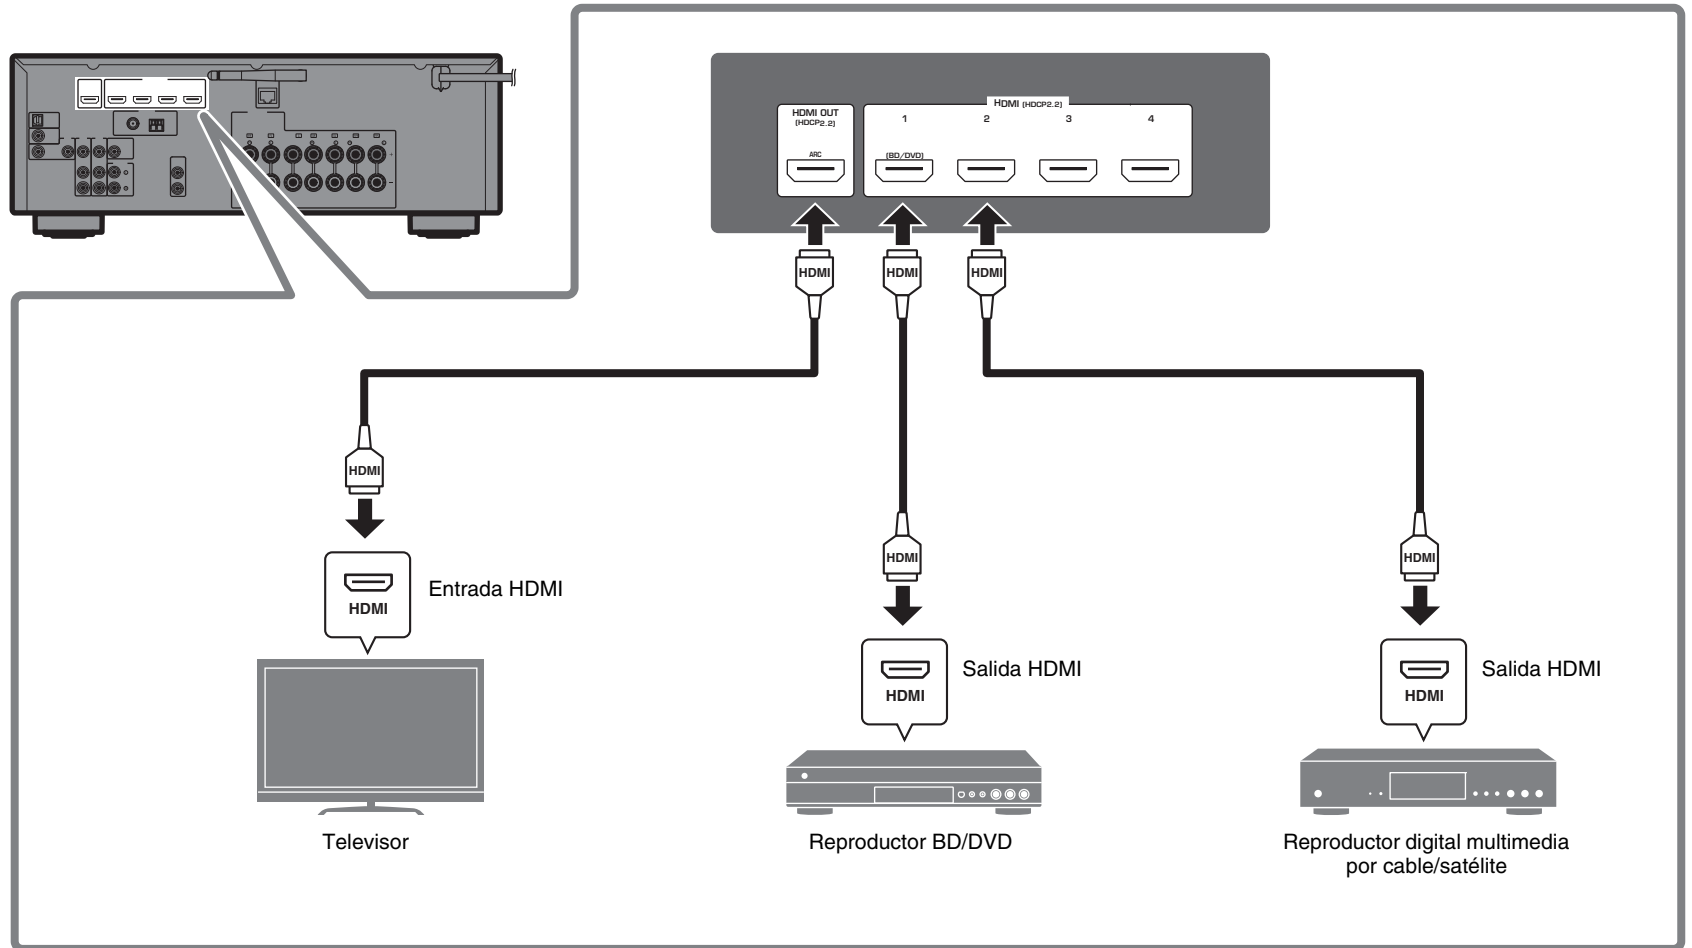 HDMI OUT
(HDCP2.2)
HDMI (HDCP2.2)
1
2
3
4
ARC
(BD/DVD)
HDMI
HDMI
HDMI
HDMI
HDMI
HDMI
HDMI
Entrada HDMI
HDMI
Salida HDMI
HDMI
Salida HDMI
Televisor
Reproductor BD/DVD
Reproductor digital multimedia
por cable/satélite